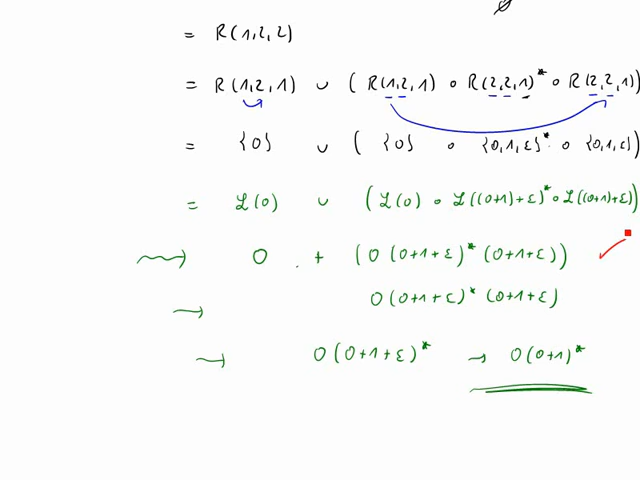 ∅
= R(1,2,2)
= R(1,2,1) ∪ (R(1,2,1) ∘ R(2,2,1)* ∘ R(2,2,1))
= {0} ∪ ({0} ∘ {0,1,ε}* ∘ {0,1,ε})
= L(0) ∪ (L(0) ∘ L((0+1)+ε)* ∘ L((0+1)+ε))
⇝ 0 + (0(0+1+ε)*(0+1+ε))
→ 0(0+1+ε)*(0+1+ε)
→ 0(0+1+ε)* → 0(0+1)*